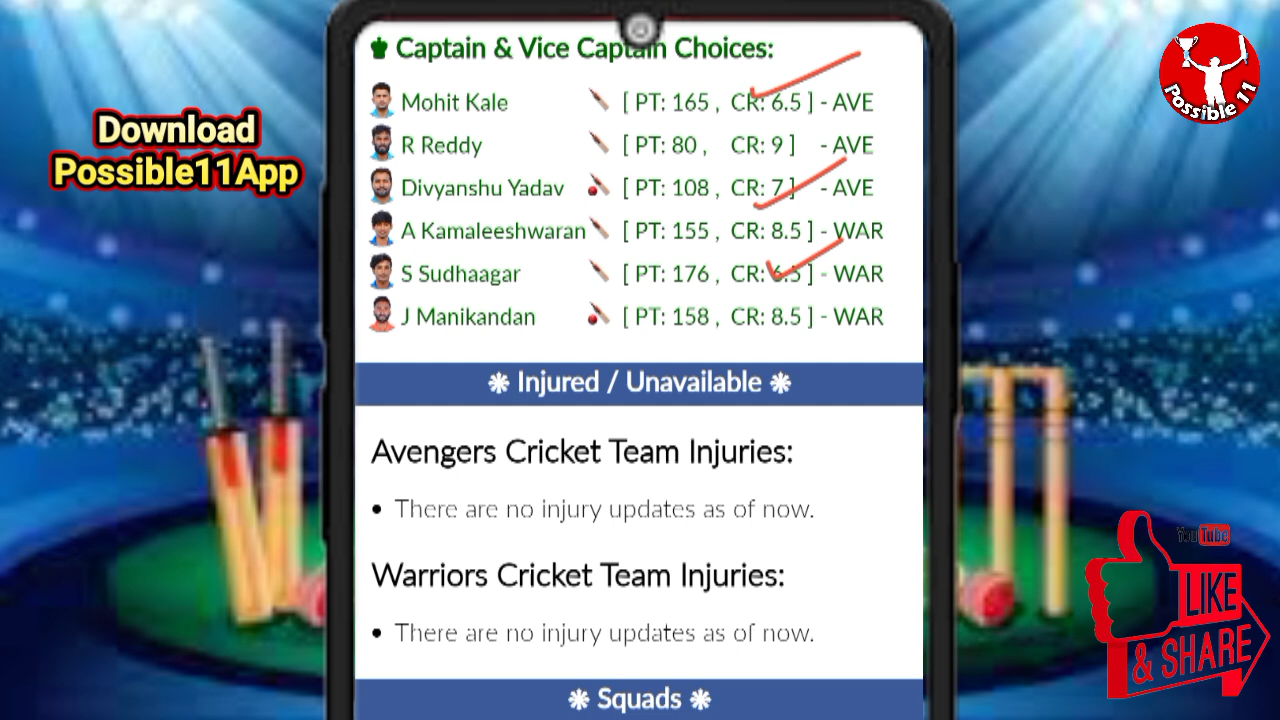 Captain & Vice Captain Choices:
Mohit Kale [ PT: 165 , CR: 6.5 ] - AVE
R Reddy [ PT: 80 , CR: 9 ] - AVE
Divyanshu Yadav [ PT: 108 , CR: 7 ] - AVE
A Kamaleeshwaran [ PT: 155 , CR: 8.5 ] - WAR
S Sudhaagar [ PT: 176 , CR: 6.5 ] - WAR
J Manikandan [ PT: 158 , CR: 8.5 ] - WAR
Injured / Unavailable
Avengers Cricket Team Injuries:
There are no injury updates as of now.
Warriors Cricket Team Injuries:
There are no injury updates as of now.
Squads
Download
Possible11App
Possible 11
YouTube
LIKE
& SHARE